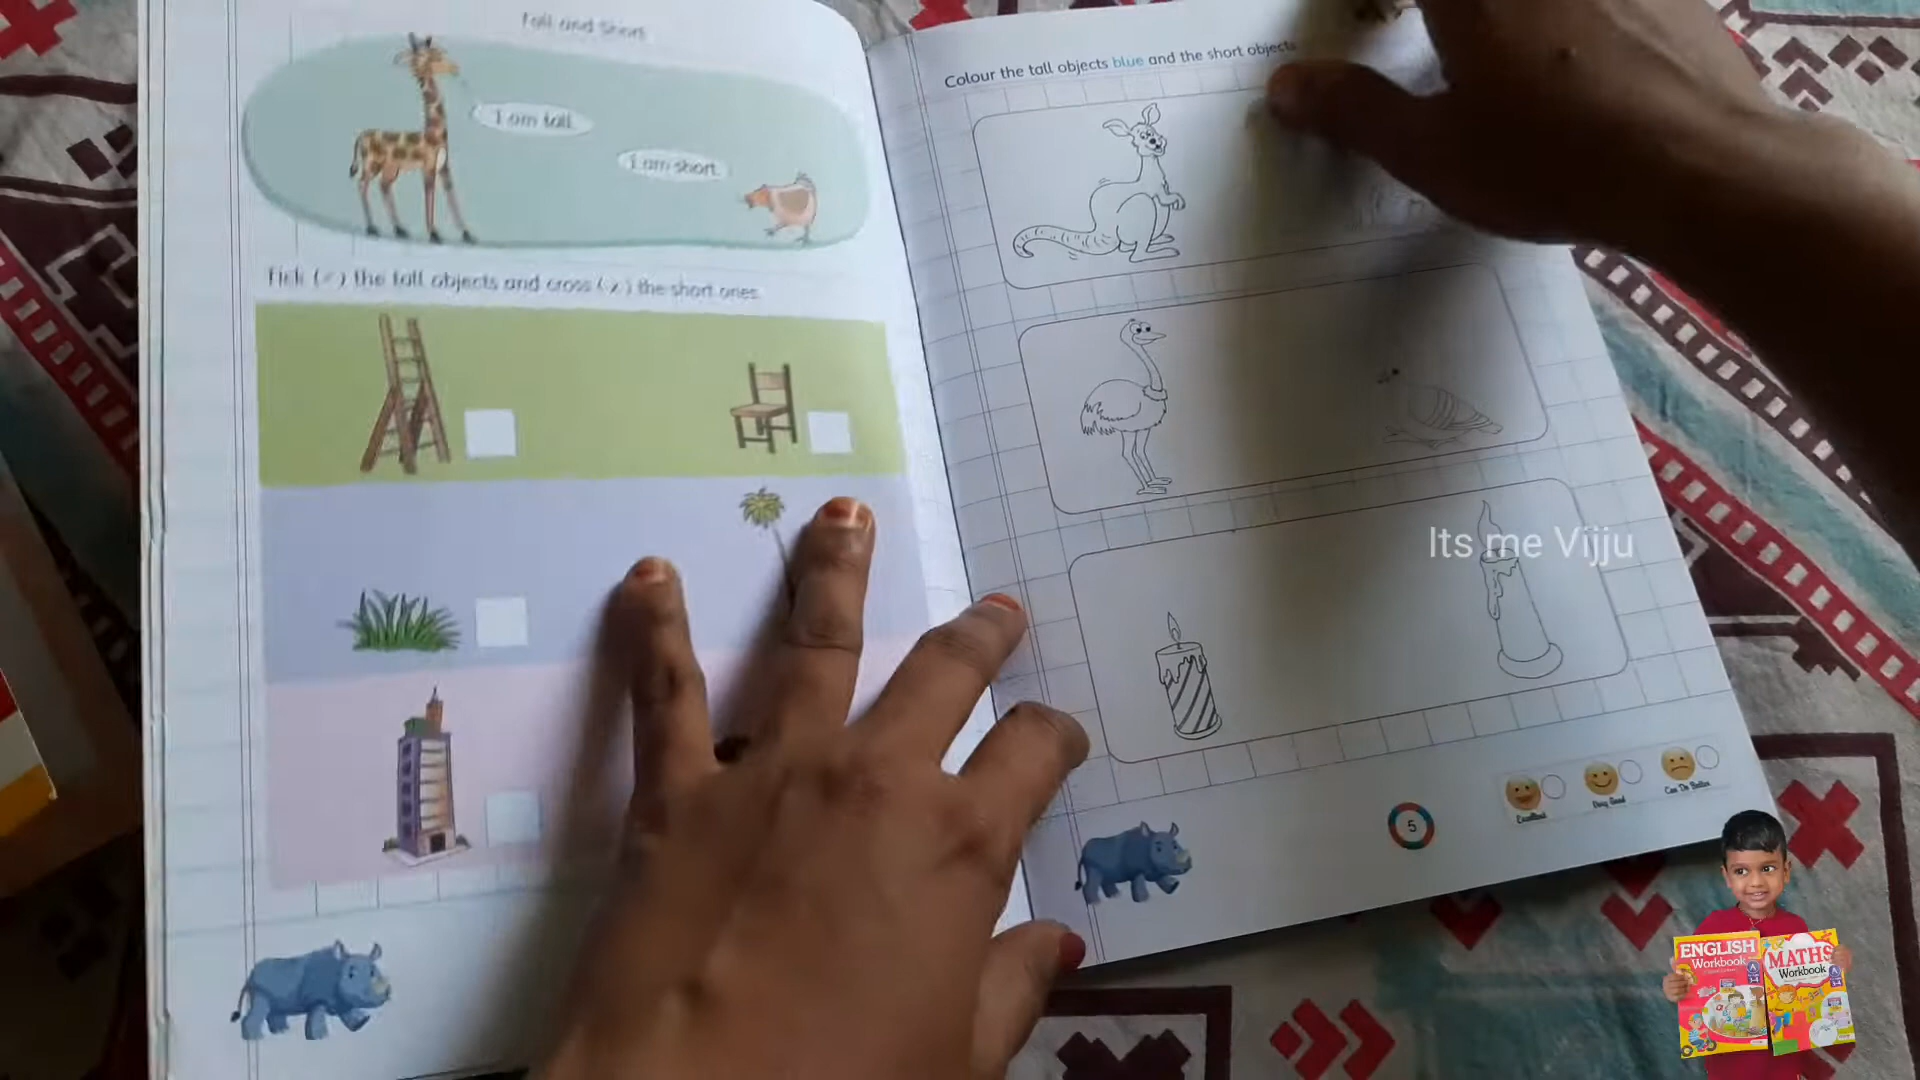 Tall and Short
I am tall.
I am short.
Tick (✓) the tall objects and cross (✗) the short ones.
Colour the tall objects blue and the short objects
Its me Vijju
Excellent
Very Good
Can Do Better
5
ENGLISH
Workbook
A
MATHS
Workbook
A